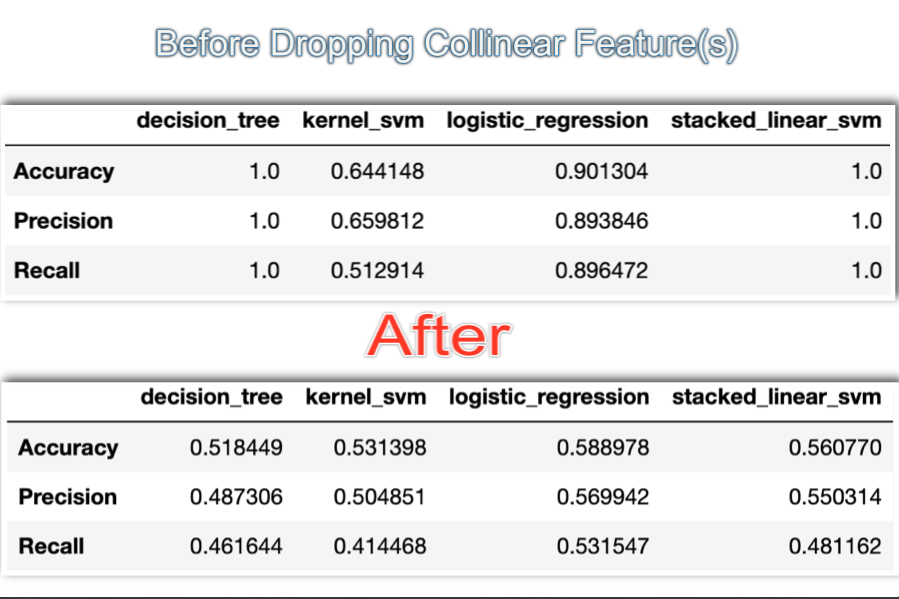 Before Dropping Collinear Feature(s)
decision_tree kernel_svm logistic_regression stacked_linear_svm
Accuracy 1.0 0.644148 0.901304 1.0
Precision 1.0 0.659812 0.893846 1.0
Recall 1.0 0.512914 0.896472 1.0
After
decision_tree kernel_svm logistic_regression stacked_linear_svm
Accuracy 0.518449 0.531398 0.588978 0.560770
Precision 0.487306 0.504851 0.569942 0.550314
Recall 0.461644 0.414468 0.531547 0.481162